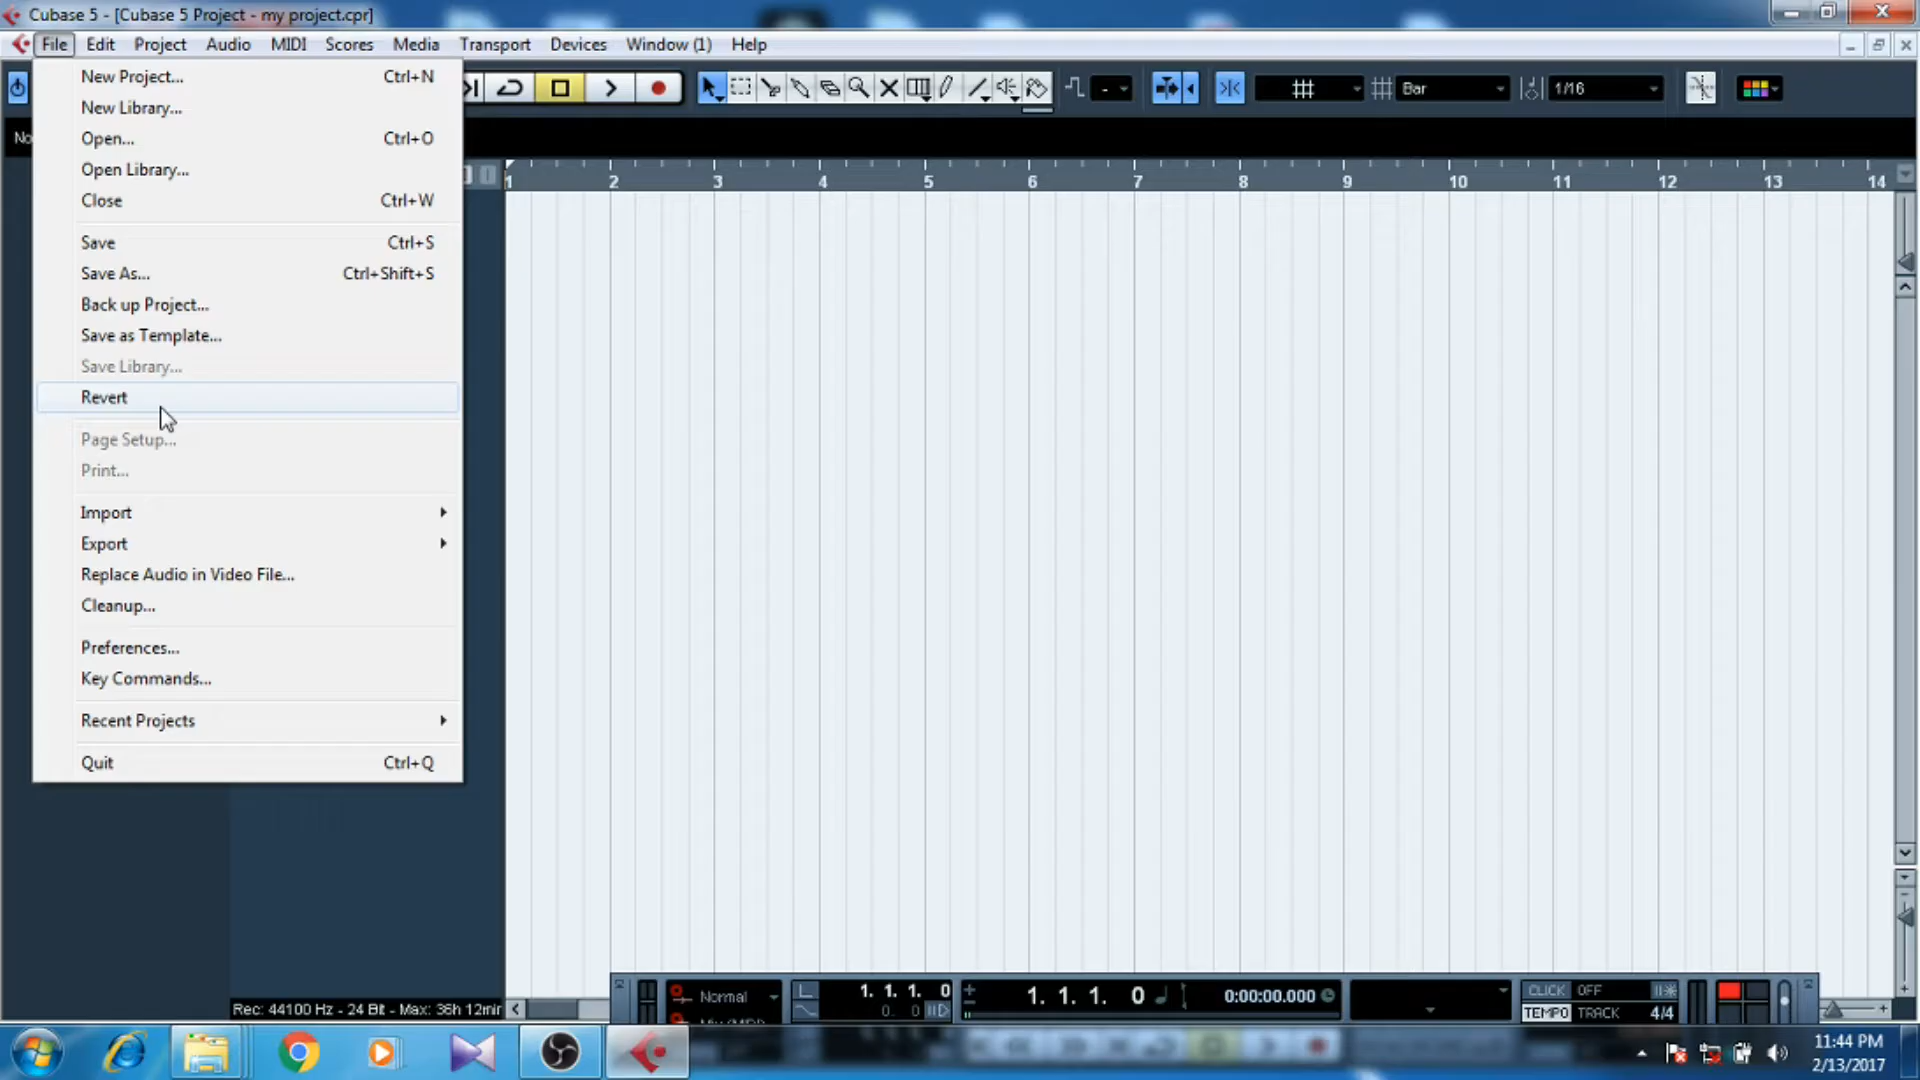 Cubase 5 - [Cubase 5 Project - my project.cpr]
File Edit Project Audio MIDI Scores Media Transport Devices Window (1) Help
New Project... Ctrl+N
New Library...
Open... Ctrl+O
Open Library...
Close Ctrl+W
Save Ctrl+S
Save As... Ctrl+Shift+S
Back up Project...
Save as Template...
Save Library...
Revert
Page Setup...
Print...
Import
Export
Replace Audio in Video File...
Cleanup...
Preferences...
Key Commands...
Recent Projects
Quit Ctrl+Q
- Bar 1/16
No
1 2 3 4 5 6 7 8 9 10 11 12 13 14
Rec: 44100 Hz - 24 Bit - Max: 36h 12min
Normal
L 1. 1. 1. 0
0. 0
1. 1. 1. 0
0:00:00.000
CLICK OFF
TEMPO TRACK 4/4
11:44 PM
2/13/2017